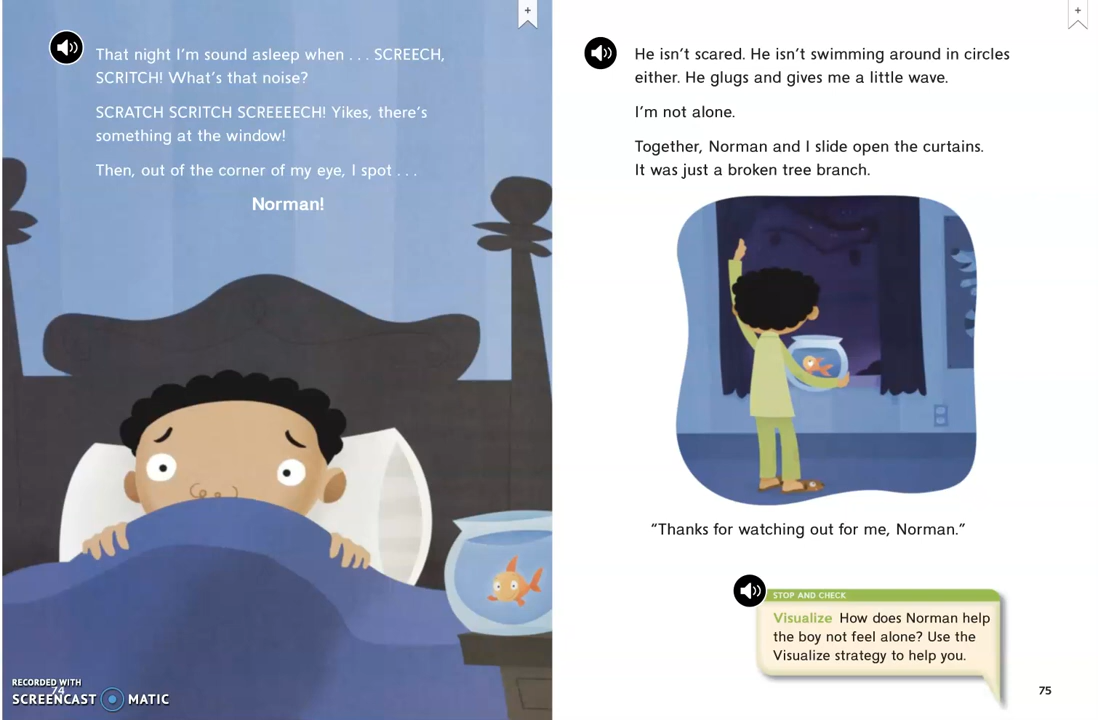 That night I’m sound asleep when . . . SCREECH,
SCRITCH! What’s that noise?
SCRATCH SCRITCH SCREEEECH! Yikes, there’s
something at the window!
Then, out of the corner of my eye, I spot . . .
Norman!
RECORDED WITH
74
SCREENCAST MATIC
He isn’t scared. He isn’t swimming around in circles
either. He glugs and gives me a little wave.
I’m not alone.
Together, Norman and I slide open the curtains.
It was just a broken tree branch.
“Thanks for watching out for me, Norman.”
STOP AND CHECK
Visualize How does Norman help
the boy not feel alone? Use the
Visualize strategy to help you.
75